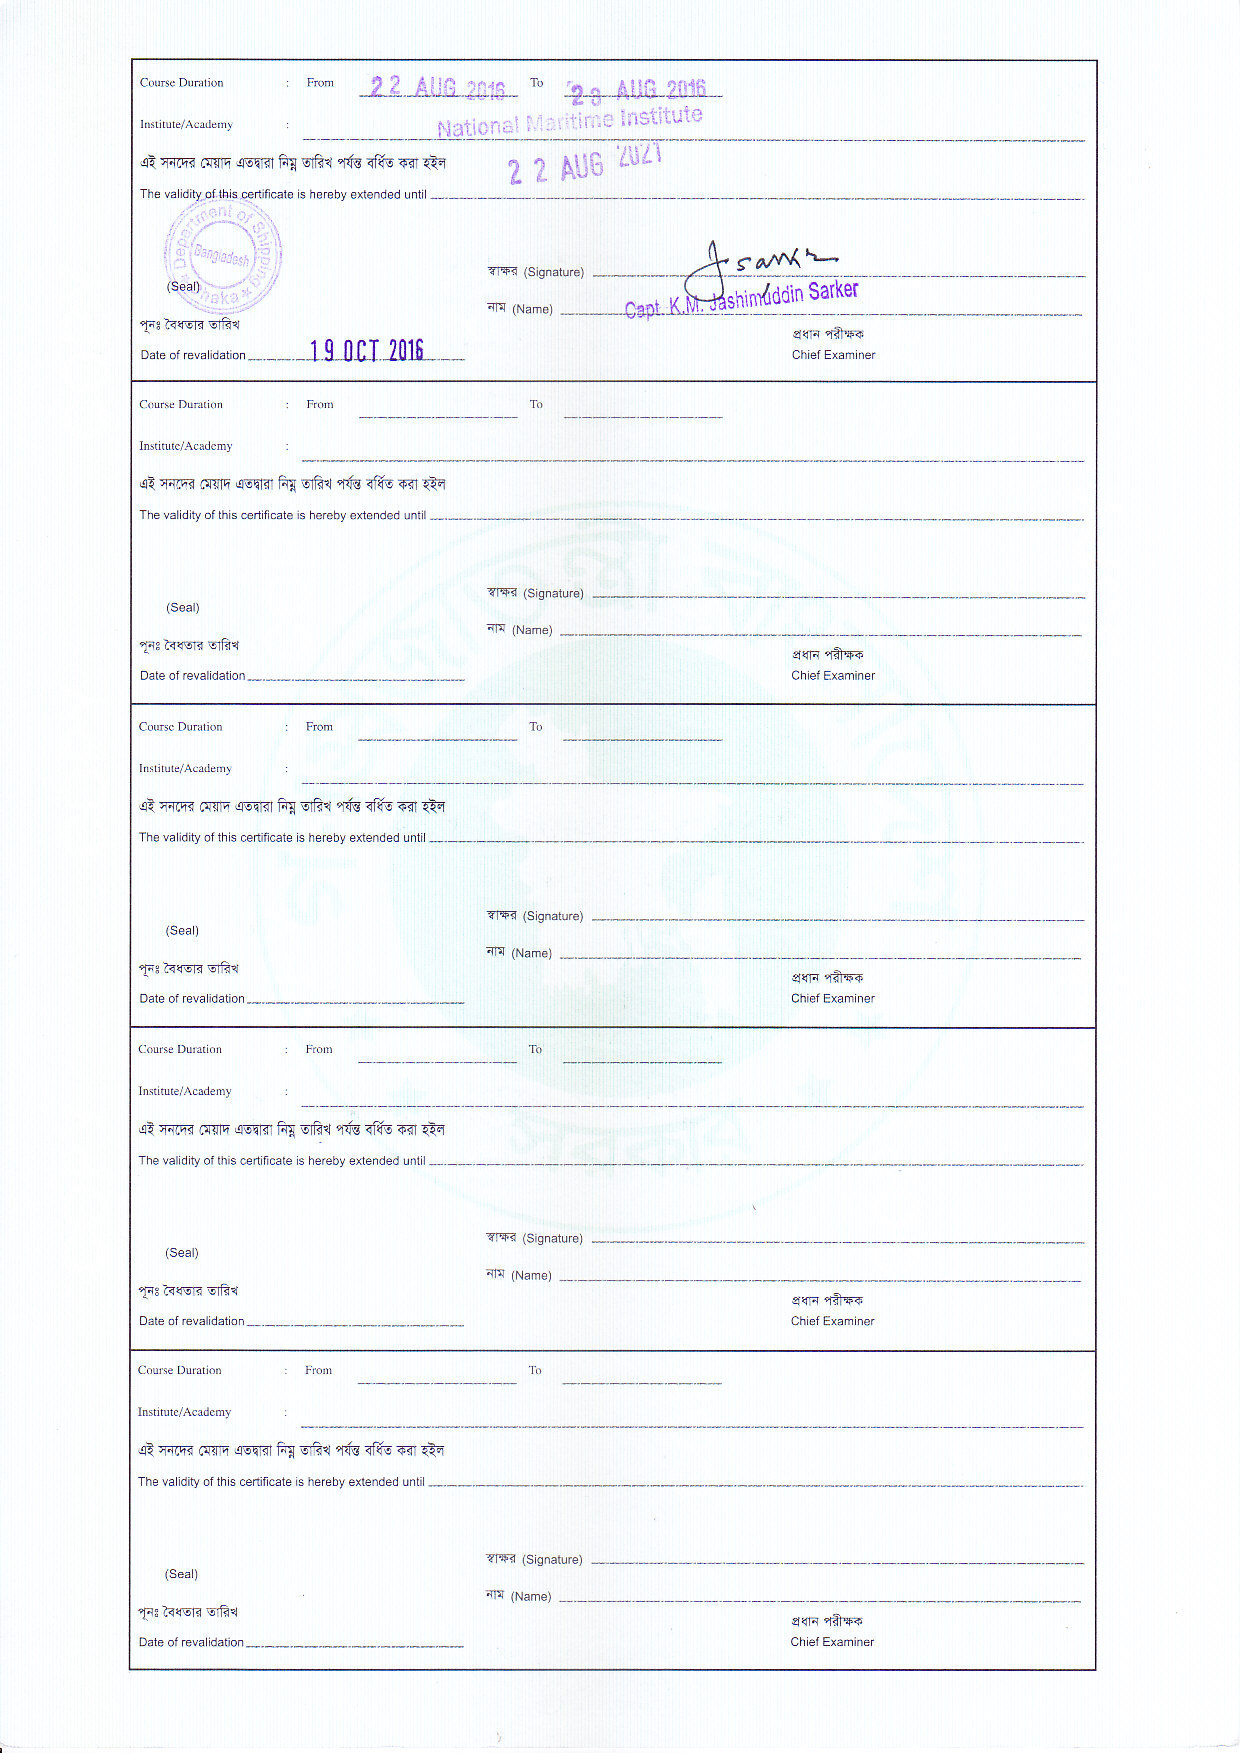 Course Duration : From 22 AUG 2016 To 23 AUG 2016
Institute/Academy : National Maritime Institute
এই সনদের মেয়াদ এতদ্বারা নিম্ন তারিখ পর্যন্ত বর্ধিত করা হইল
The validity of this certificate is hereby extended until 22 AUG 2021
Department of Shipping
Bangladesh
Dhaka
স্বাক্ষর (Signature)
(Seal)
নাম (Name) Capt. K.M. Jashimuddin Sarker
পূনঃ বৈধতার তারিখ
প্রধান পরীক্ষক
Date of revalidation 19 OCT 2016
Chief Examiner
Course Duration : From To
Institute/Academy :
এই সনদের মেয়াদ এতদ্বারা নিম্ন তারিখ পর্যন্ত বর্ধিত করা হইল
The validity of this certificate is hereby extended until
স্বাক্ষর (Signature)
(Seal)
নাম (Name)
পূনঃ বৈধতার তারিখ
প্রধান পরীক্ষক
Date of revalidation
Chief Examiner
Course Duration : From To
Institute/Academy :
এই সনদের মেয়াদ এতদ্বারা নিম্ন তারিখ পর্যন্ত বর্ধিত করা হইল
The validity of this certificate is hereby extended until
স্বাক্ষর (Signature)
(Seal)
নাম (Name)
পূনঃ বৈধতার তারিখ
প্রধান পরীক্ষক
Date of revalidation
Chief Examiner
Course Duration : From To
Institute/Academy :
এই সনদের মেয়াদ এতদ্বারা নিম্ন তারিখ পর্যন্ত বর্ধিত করা হইল
The validity of this certificate is hereby extended until
স্বাক্ষর (Signature)
(Seal)
নাম (Name)
পূনঃ বৈধতার তারিখ
প্রধান পরীক্ষক
Date of revalidation
Chief Examiner
Course Duration : From To
Institute/Academy :
এই সনদের মেয়াদ এতদ্বারা নিম্ন তারিখ পর্যন্ত বর্ধিত করা হইল
The validity of this certificate is hereby extended until
স্বাক্ষর (Signature)
(Seal)
নাম (Name)
পূনঃ বৈধতার তারিখ
প্রধান পরীক্ষক
Date of revalidation
Chief Examiner